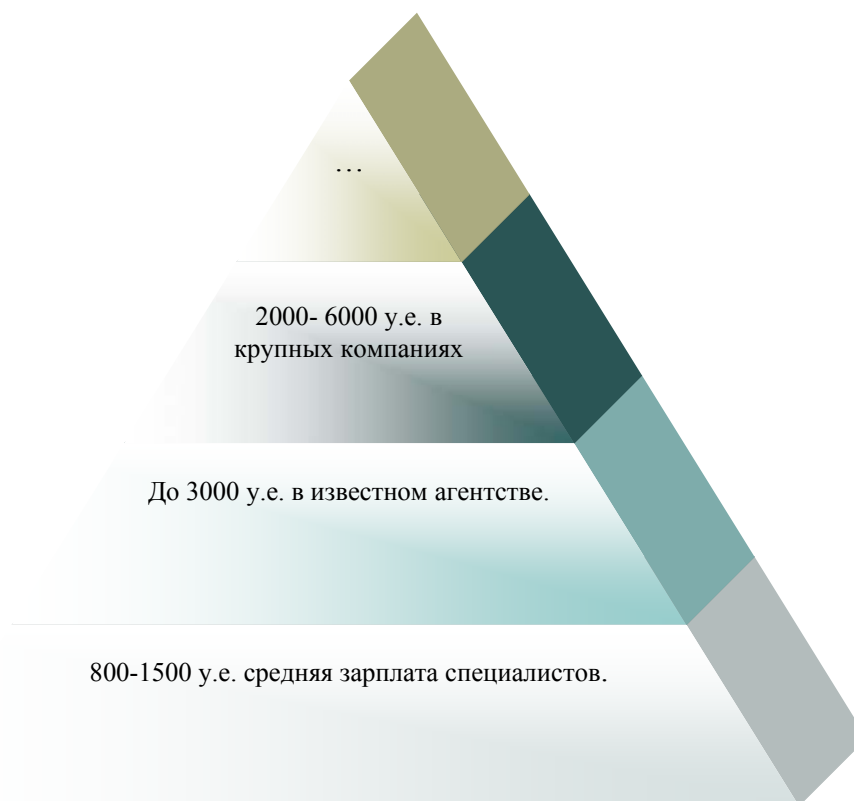 …
2000- 6000 у.е. в
крупных компаниях
До 3000 у.е. в известном агентстве.
800-1500 у.е. средняя зарплата специалистов.